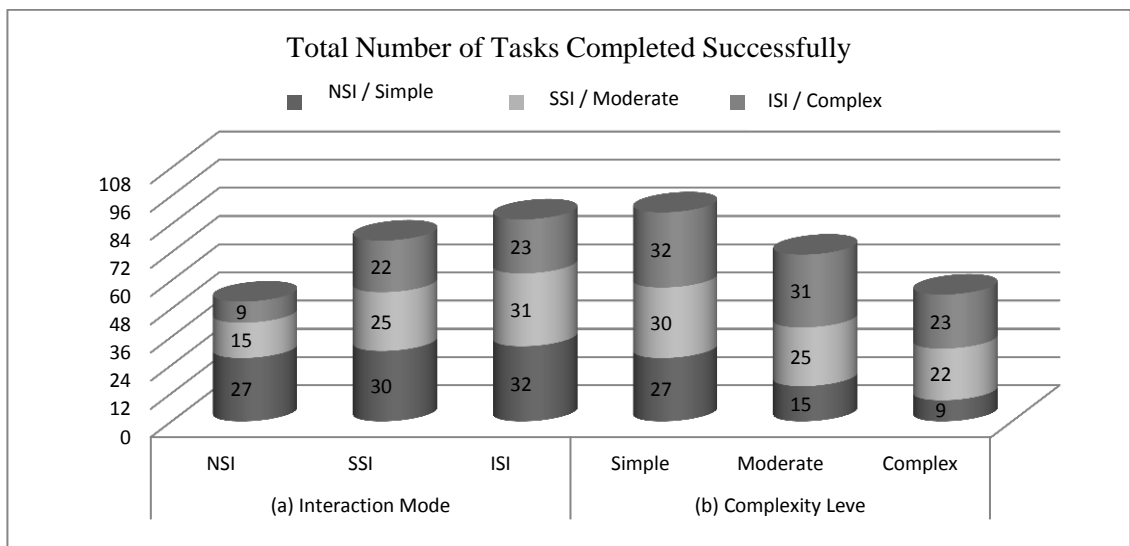 Total Number of Tasks Completed Successfully
NSI / Simple SSI / Moderate ISI / Complex
108
96
84
72
60
48
36
24
12
0
9 22 23 32 31 23
15 25 31 30 25 22
27 30 32 27 15 9
NSI SSI ISI Simple Moderate Complex
(a) Interaction Mode (b) Complexity Leve